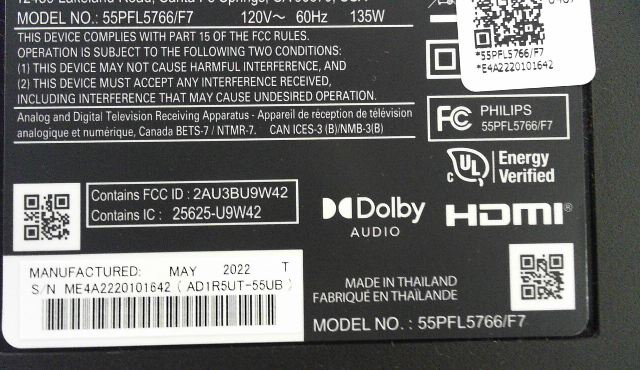 MODEL NO.: 55PFL5766/F7 120V~ 60Hz 135W
THIS DEVICE COMPLIES WITH PART 15 OF THE FCC RULES.
OPERATION IS SUBJECT TO THE FOLLOWING TWO CONDITIONS:
(1) THIS DEVICE MAY NOT CAUSE HARMFUL INTERFERENCE, AND
(2) THIS DEVICE MUST ACCEPT ANY INTERFERENCE RECEIVED,
INCLUDING INTERFERENCE THAT MAY CAUSE UNDESIRED OPERATION.
Analog and Digital Television Receiving Apparatus - Appareil de réception de télévision
analogique et numérique, Canada BETS-7 / NTMR-7. CAN ICES-3 (B)/NMB-3(B)
*55PFL5766/F7
*E4A2220101642
FC PHILIPS
55PFL5766/F7
c UL Energy
Verified
Contains FCC ID : 2AU3BU9W42
Contains IC : 25625-U9W42
Dolby
AUDIO
HDMI®
MANUFACTURED: MAY 2022 T
S/N ME4A2220101642 ( AD1R5UT-55UB )
MADE IN THAILAND
FABRIQUÉ EN THAÏLANDE
MODEL NO. : 55PFL5766/F7